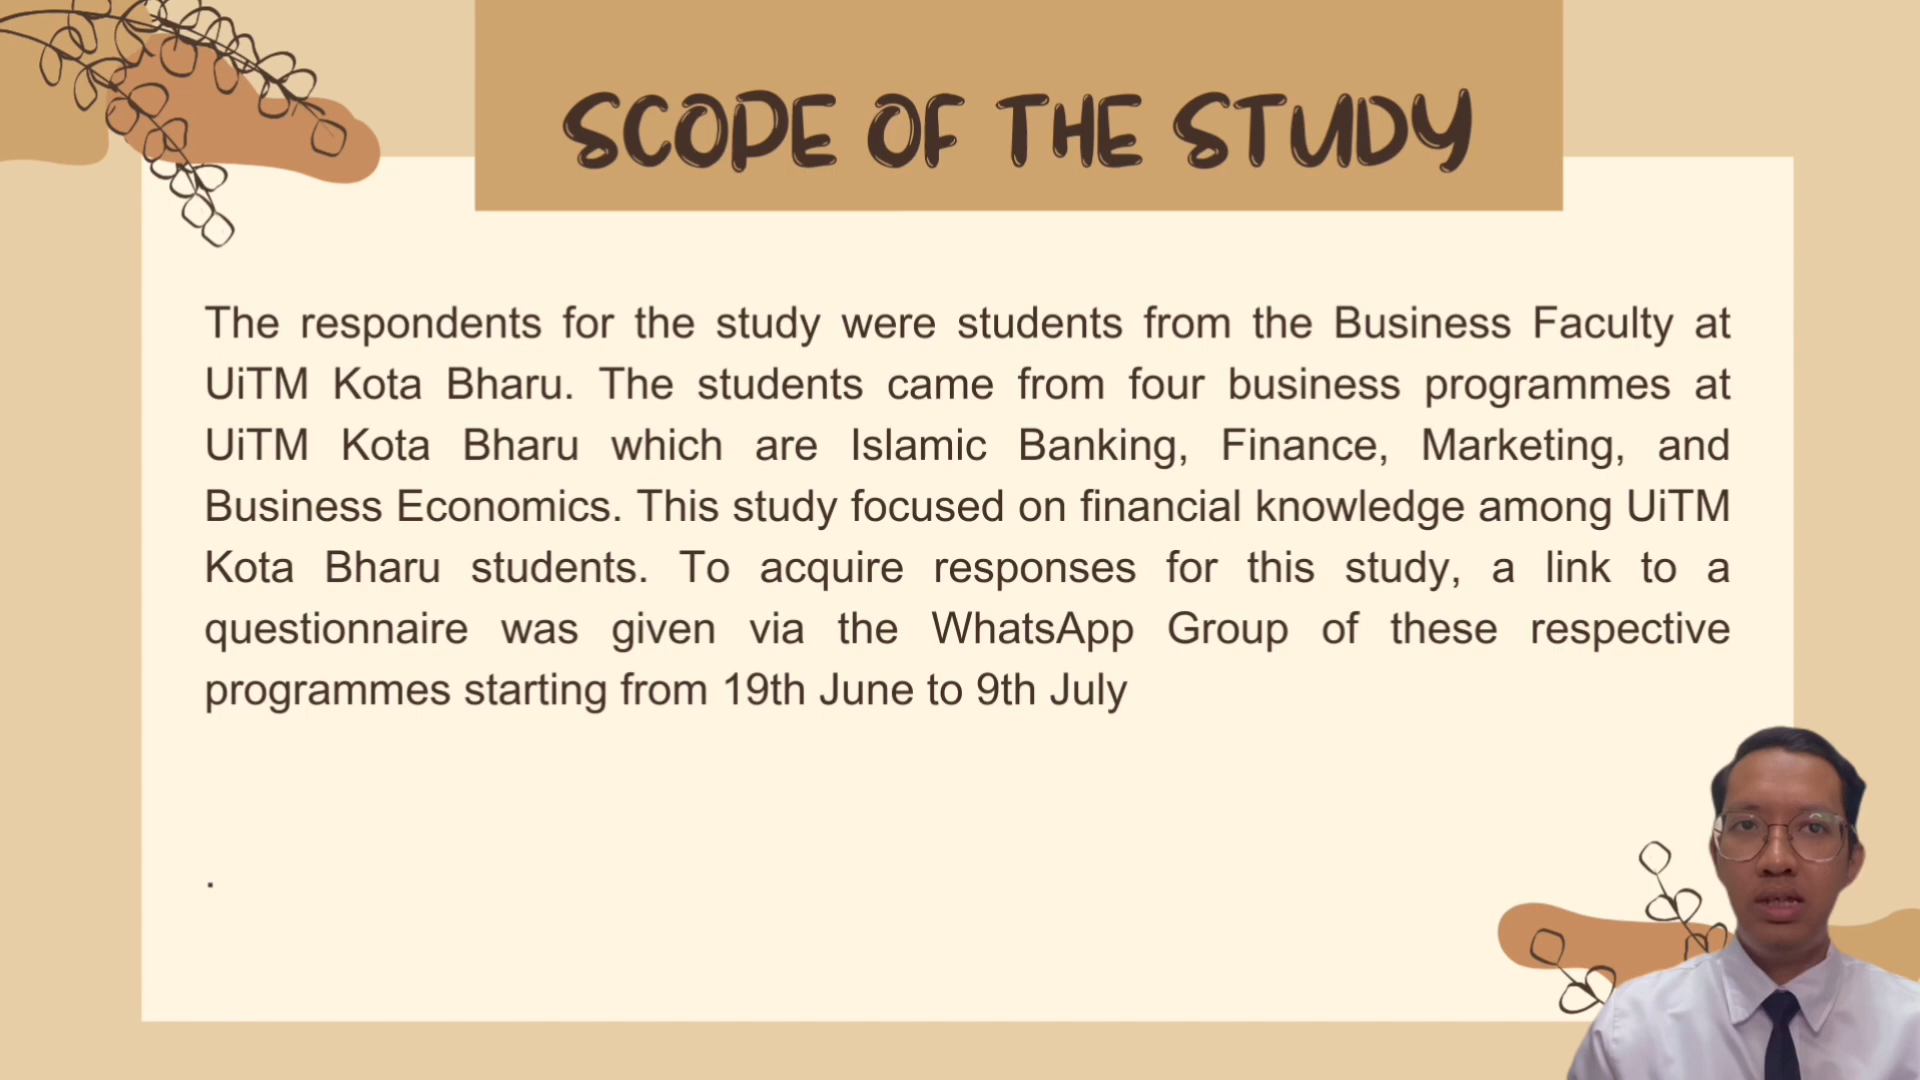 SCOPE OF THE STUDY
The respondents for the study were students from the Business Faculty at
UiTM Kota Bharu. The students came from four business programmes at
UiTM Kota Bharu which are Islamic Banking, Finance, Marketing, and
Business Economics. This study focused on financial knowledge among UiTM
Kota Bharu students. To acquire responses for this study, a link to a
questionnaire was given via the WhatsApp Group of these respective
programmes starting from 19th June to 9th July
.